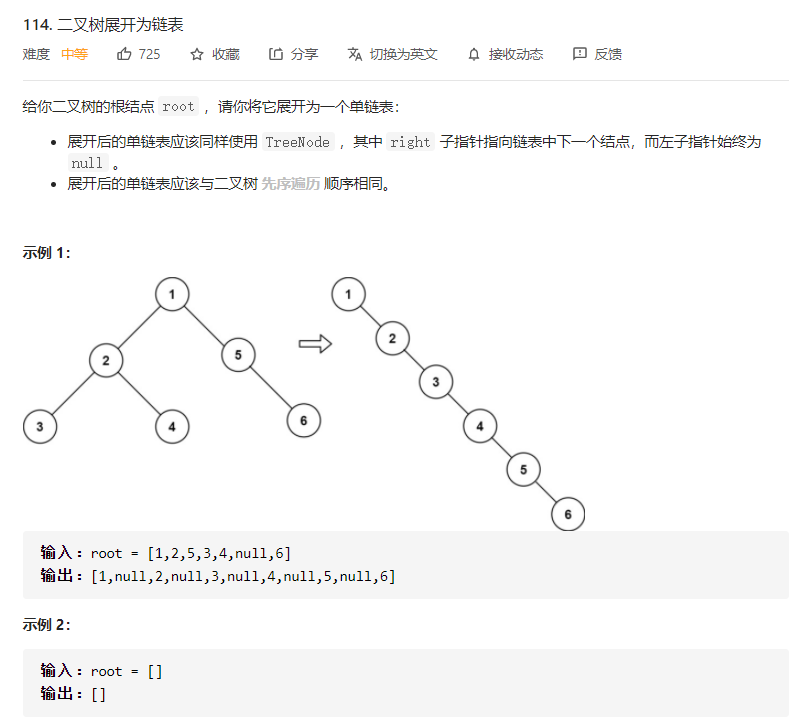 114. 二叉树展开为链表
难度 中等 725 收藏 分享 切换为英文 接收动态 反馈
给你二叉树的根结点 root ，请你将它展开为一个单链表：
展开后的单链表应该同样使用 TreeNode ，其中 right 子指针指向链表中下一个结点，而左子指针始终为
null 。
展开后的单链表应该与二叉树 先序遍历 顺序相同。
示例 1：
1 1
2 5 2
3 4 6 3
4
5
6
输入：root = [1,2,5,3,4,null,6]
输出：[1,null,2,null,3,null,4,null,5,null,6]
示例 2：
输入：root = []
输出：[]